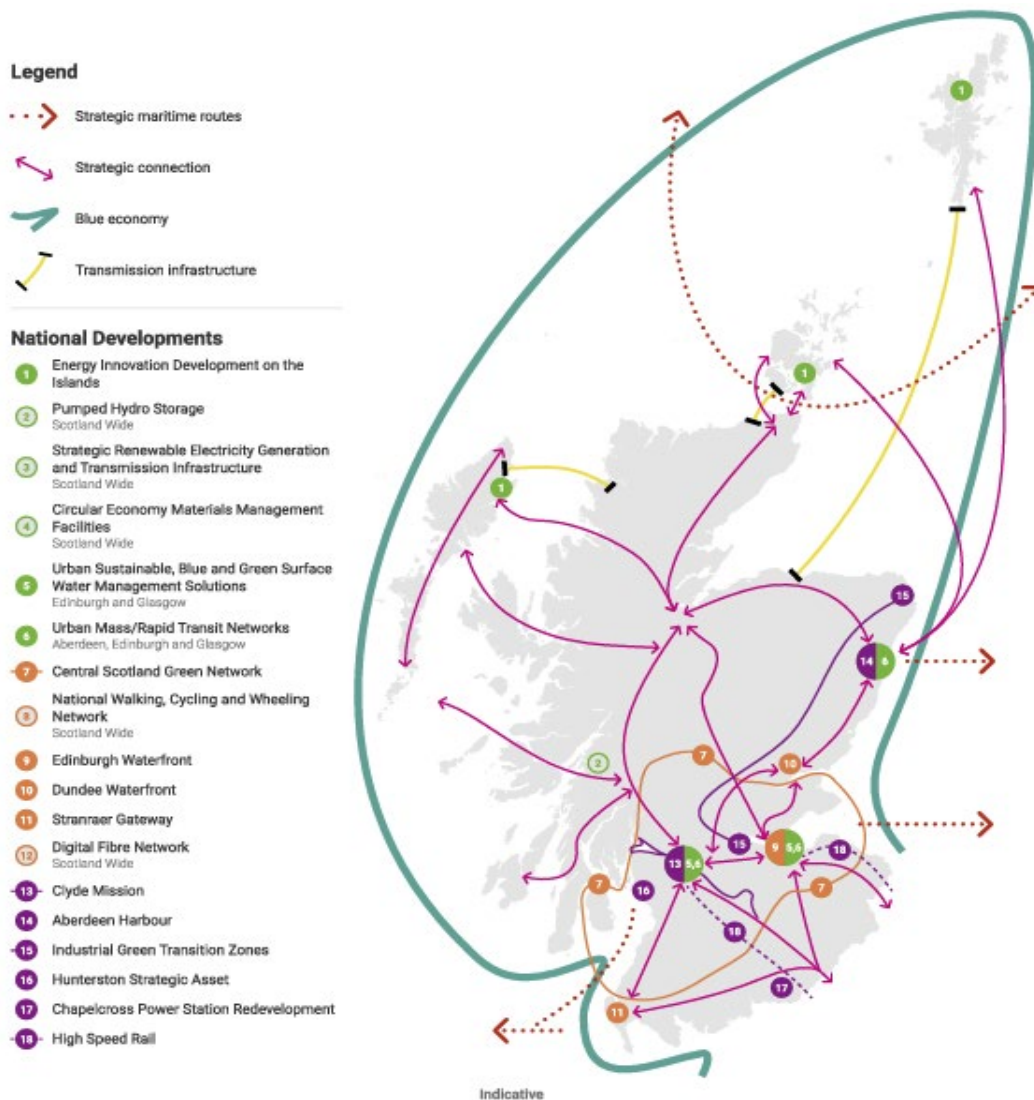 Legend
Strategic maritime routes
Strategic connection
Blue economy
Transmission infrastructure
National Developments
1 Energy Innovation Development on the
Islands
2 Pumped Hydro Storage
Scotland Wide
3 Strategic Renewable Electricity Generation
and Transmission Infrastructure
Scotland Wide
4 Circular Economy Materials Management
Facilities
Scotland Wide
5 Urban Sustainable, Blue and Green Surface
Water Management Solutions
Edinburgh and Glasgow
6 Urban Mass/Rapid Transit Networks
Aberdeen, Edinburgh and Glasgow
7 Central Scotland Green Network
8 National Walking, Cycling and Wheeling
Network
Scotland Wide
9 Edinburgh Waterfront
10 Dundee Waterfront
11 Stranraer Gateway
12 Digital Fibre Network
Scotland Wide
13 Clyde Mission
14 Aberdeen Harbour
15 Industrial Green Transition Zones
16 Hunterston Strategic Asset
17 Chapelcross Power Station Redevelopment
18 High Speed Rail
1
1
1
15
14 6
7
2
10
15
9 5,6
18
13 5,6
16
7
7
18
17
11
Indicative